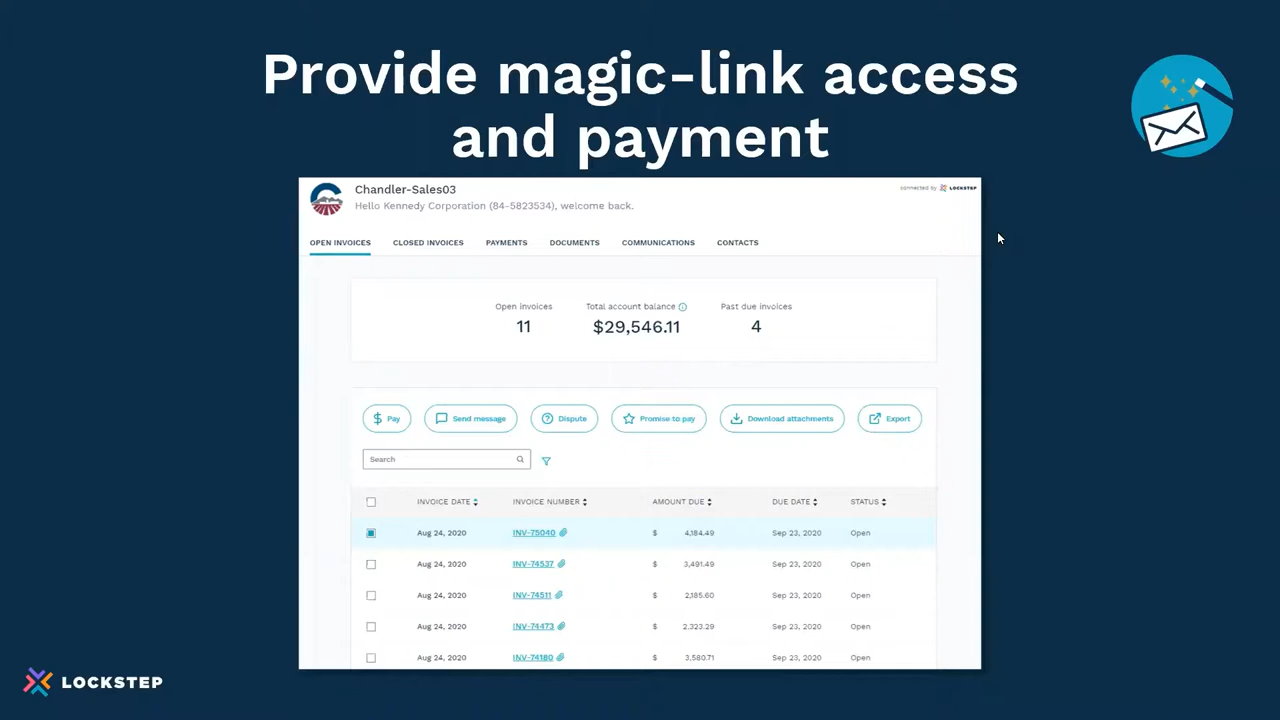 Provide magic-link access
and payment
Chandler-Sales03
connected by LOCKSTEP
Hello Kennedy Corporation (84-5823534), welcome back.
OPEN INVOICES CLOSED INVOICES PAYMENTS DOCUMENTS COMMUNICATIONS CONTACTS
Open invoices Total account balance Past due invoices
11 $29,546.11 4
$ Pay Send message Dispute Promise to pay Download attachments Export
Search
INVOICE DATE INVOICE NUMBER AMOUNT DUE DUE DATE STATUS
Aug 24, 2020 INV-75040 $ 4,184.49 Sep 23, 2020 Open
Aug 24, 2020 INV-74537 $ 3,491.49 Sep 23, 2020 Open
Aug 24, 2020 INV-74511 $ 2,185.60 Sep 23, 2020 Open
Aug 24, 2020 INV-74473 $ 2,323.29 Sep 23, 2020 Open
Aug 24, 2020 INV-74180 $ 3,580.71 Sep 23, 2020 Open
LOCKSTEP